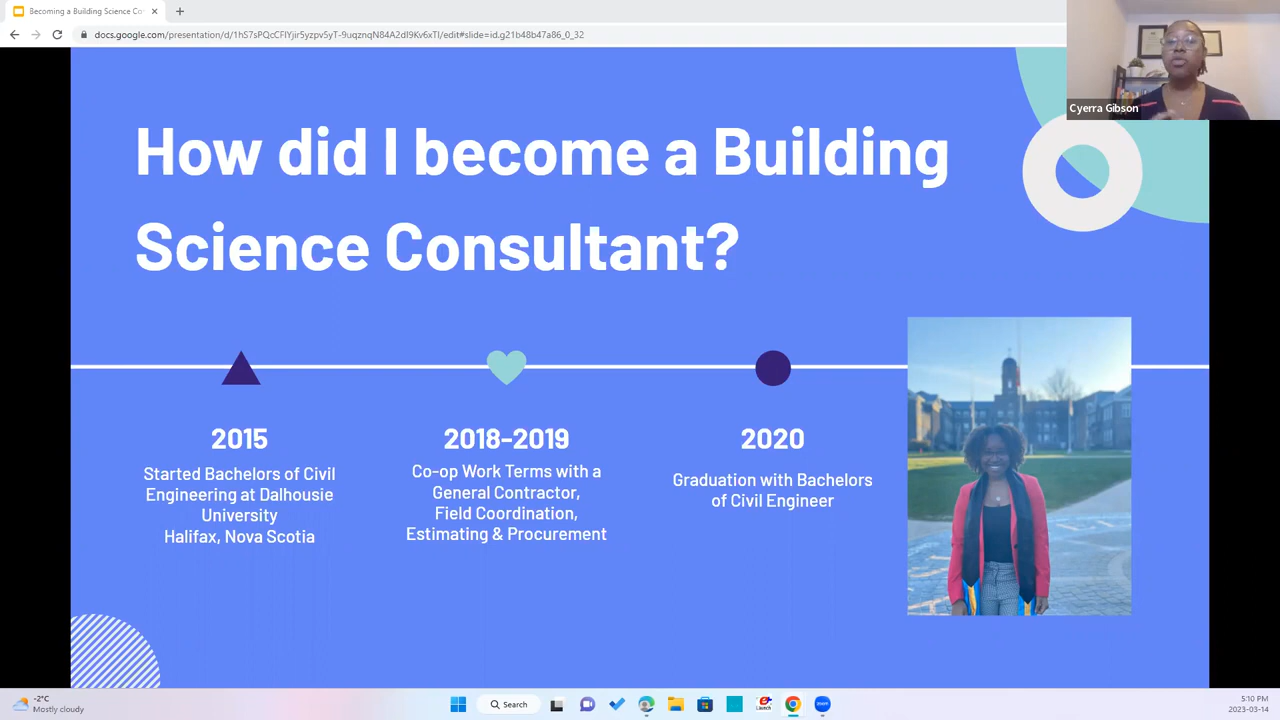 Becoming a Building Science Co
docs.google.com/presentation/d/1hS7sPQcCFIYjir5yzpv5yT-9uqznqN84A2dI9Kv6xTI/edit#slide=id.g21b48b47a86_0_32
Cyerra Gibson
How did I become a Building
Science Consultant?
2015
Started Bachelors of Civil
Engineering at Dalhousie
University
Halifax, Nova Scotia
2018-2019
Co-op Work Terms with a
General Contractor,
Field Coordination,
Estimating & Procurement
2020
Graduation with Bachelors
of Civil Engineer
-2°C
Mostly cloudy
Search
Launch
zoom
5:10 PM
2023-03-14